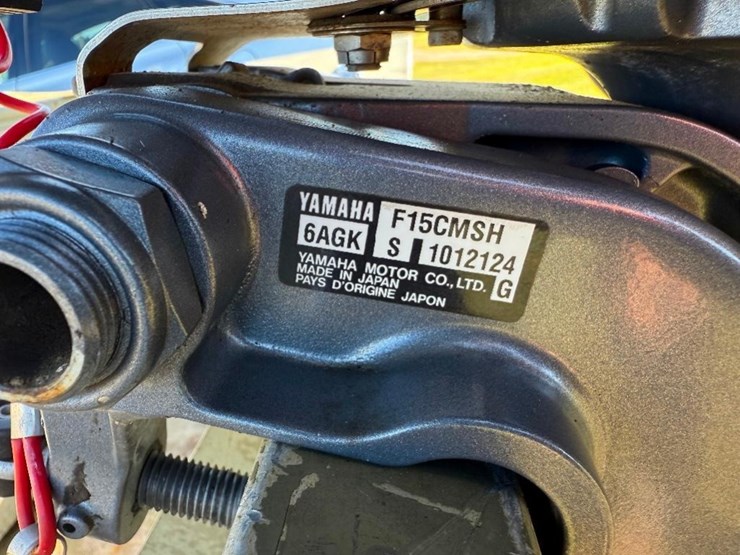 YAMAHA F15CMSH
6AGK S 1012124
YAMAHA MOTOR CO., LTD. G
MADE IN JAPAN
PAYS D'ORIGINE JAPON